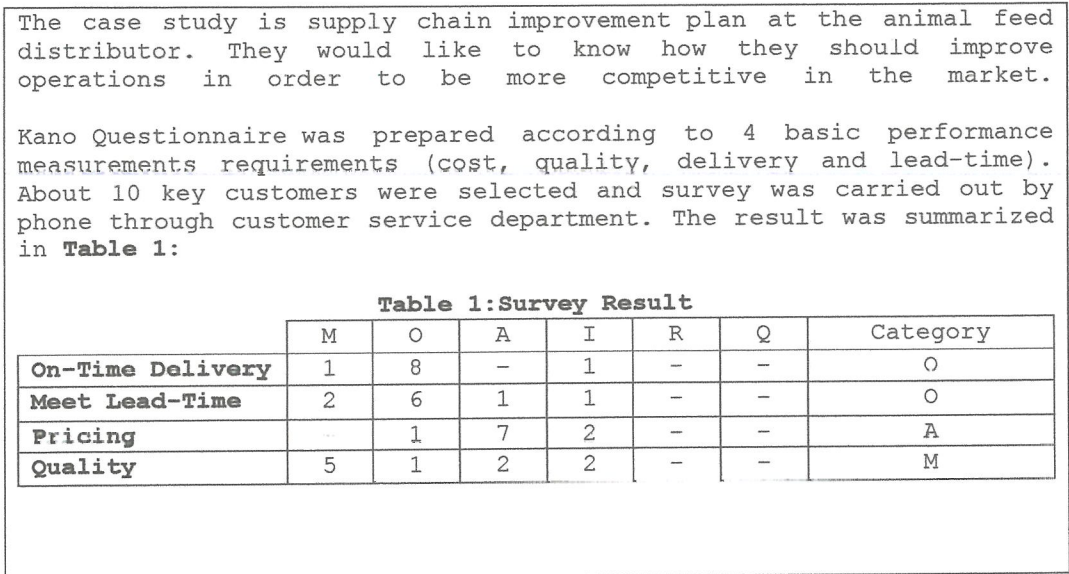 The case study is supply chain improvement plan at the animal feed
distributor. They would like to know how they should improve
operations in order to be more competitive in the market.
Kano Questionnaire was prepared according to 4 basic performance
measurements requirements (cost, quality, delivery and lead-time).
About 10 key customers were selected and survey was carried out by
phone through customer service department. The result was summarized
in Table 1:
Table 1:Survey Result
M O A I R Q Category
On-Time Delivery 1 8 – 1 – – O
Meet Lead-Time 2 6 1 1 – – O
Pricing – 1 7 2 – – A
Quality 5 1 2 2 – – M